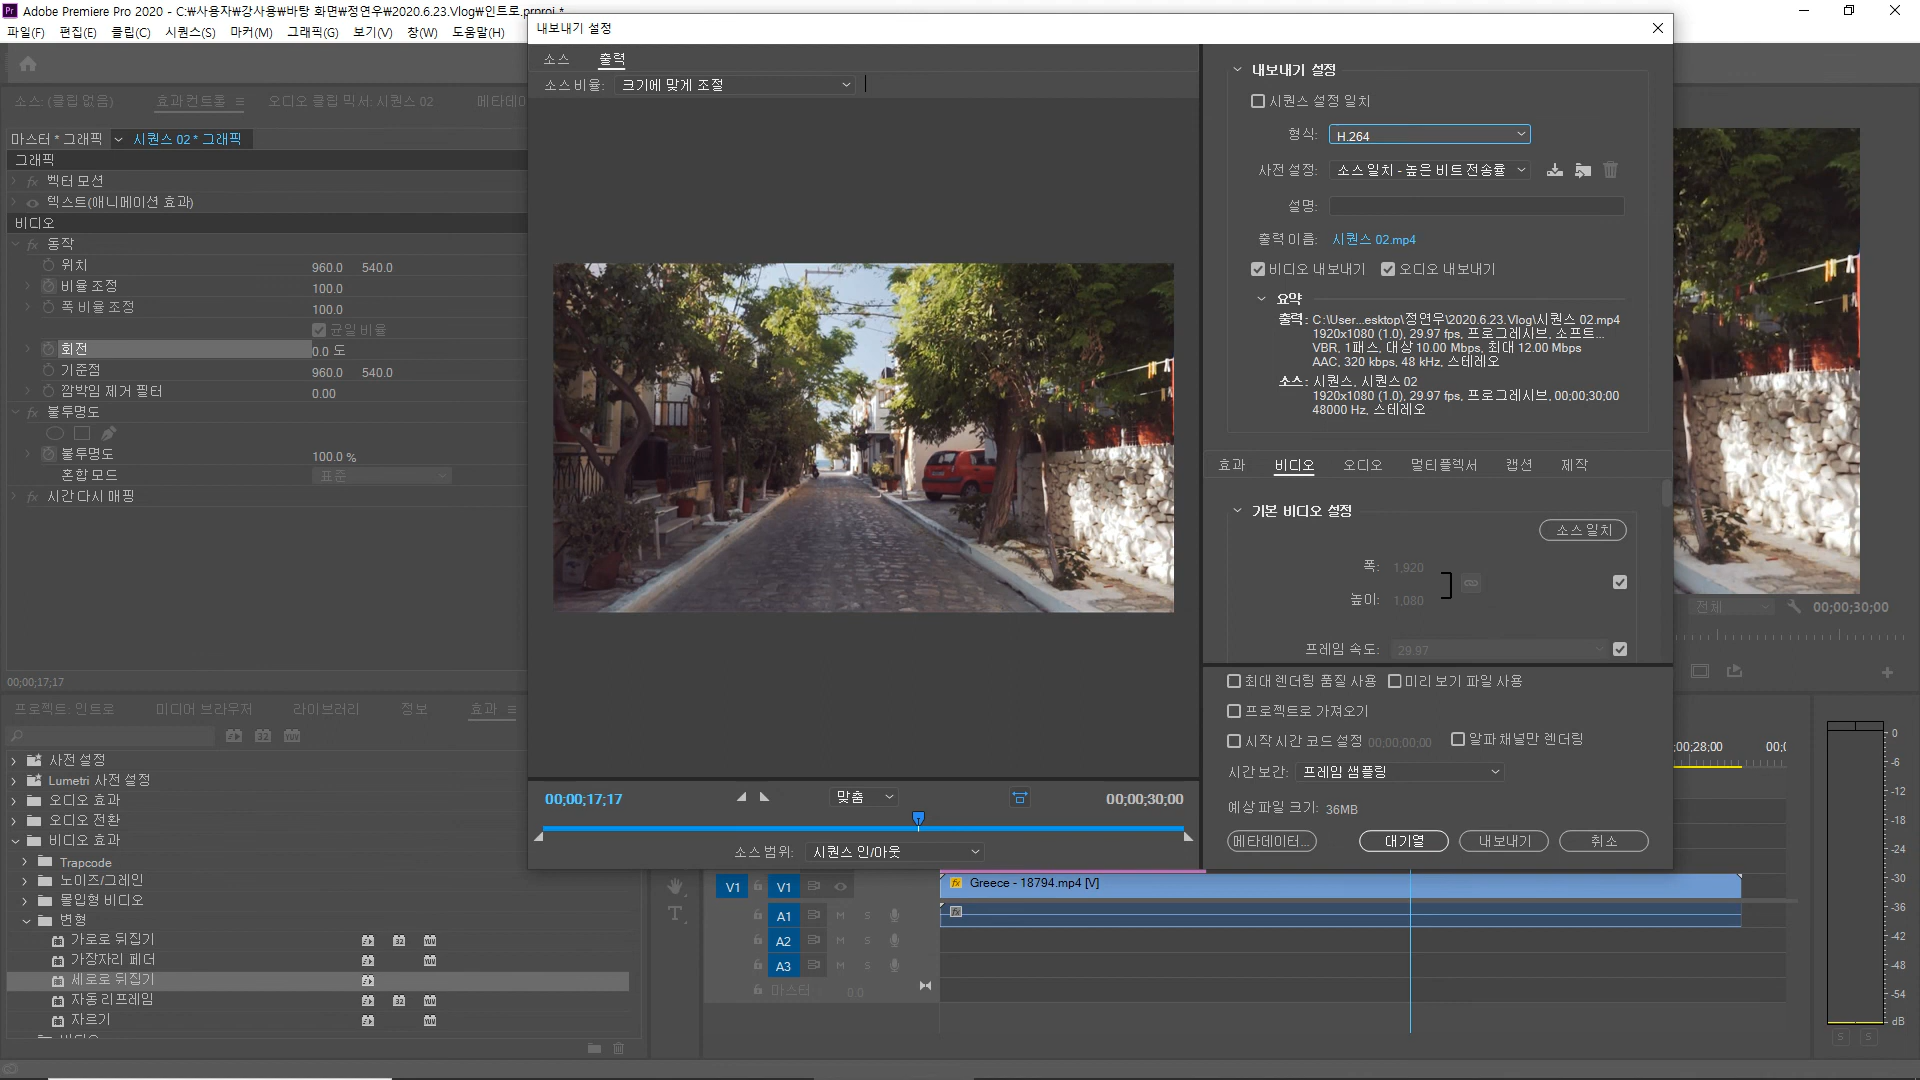 Adobe Premiere Pro 2020 - C:₩사용자₩강사용₩바탕 화면₩정연우₩2020.6.23.Vlog₩인트로.prproj *
파일(F) 편집(E) 클립(C) 시퀀스(S) 마커(M) 그래픽(G) 보기(V) 창(W) 도움말(H)
소스: (클립 없음) 효과 컨트롤 오디오 클립 믹서: 시퀀스 02
마스터 * 그래픽 시퀀스 02 * 그래픽
그래픽
fx 벡터 모션
텍스트(애니메이션 효과)
비디오
fx 동작
위치 960.0 540.0
비율 조정 100.0
폭 비율 조정 100.0
균일 비율
회전 0.0 도
기준점 960.0 540.0
깜박임 제거 필터 0.00
fx 불투명도
불투명도 100.0 %
혼합 모드 표준
fx 시간 다시 매핑
00;00;17;17
프로젝트: 인트로 미디어 브라우저 라이브러리 정보 효과
사전 설정
Lumetri 사전 설정
오디오 효과
오디오 전환
비디오 효과
Trapcode
노이즈/그레인
몰입형 비디오
변형
가로로 뒤집기
가장자리 페더
세로로 뒤집기
자동 리프레임
자르기
내보내기 설정
소스 출력
소스 비율: 크기에 맞게 조절
00;00;17;17 맞춤 00;00;30;00
소스 범위: 시퀀스 인/아웃
내보내기 설정
시퀀스 설정 일치
형식: H.264
사전 설정: 소스 일치 - 높은 비트 전송률
설명:
출력 이름: 시퀀스 02.mp4
비디오 내보내기 오디오 내보내기
요약
출력: C:\User...esktop\정연우\2020.6.23.Vlog\시퀀스 02.mp4
1920x1080 (1.0), 29.97 fps, 프로그레시브, 소프트...
VBR, 1패스, 대상 10.00 Mbps, 최대 12.00 Mbps
AAC, 320 kbps, 48 kHz, 스테레오
소스: 시퀀스, 시퀀스 02
1920x1080 (1.0), 29.97 fps, 프로그레시브, 00;00;30;00
48000 Hz, 스테레오
효과 비디오 오디오 멀티플렉서 캡션 제작
기본 비디오 설정
소스 일치
폭: 1,920
높이: 1,080
프레임 속도: 29.97
최대 렌더링 품질 사용 미리 보기 파일 사용
프로젝트로 가져오기
시작 시간 코드 설정 00;00;00;00 알파 채널만 렌더링
시간 보간: 프레임 샘플링
예상 파일 크기: 36MB
메타데이터... 대기열 내보내기 취소
전체 00;00;30;00
;00;28;00
V1 V1 Greece - 18794.mp4 [V]
A1 M S
A2 M S
A3 M S
마스터 0.0
0
-6
-12
-18
-24
-30
-36
-42
-48
-54
dB
S S